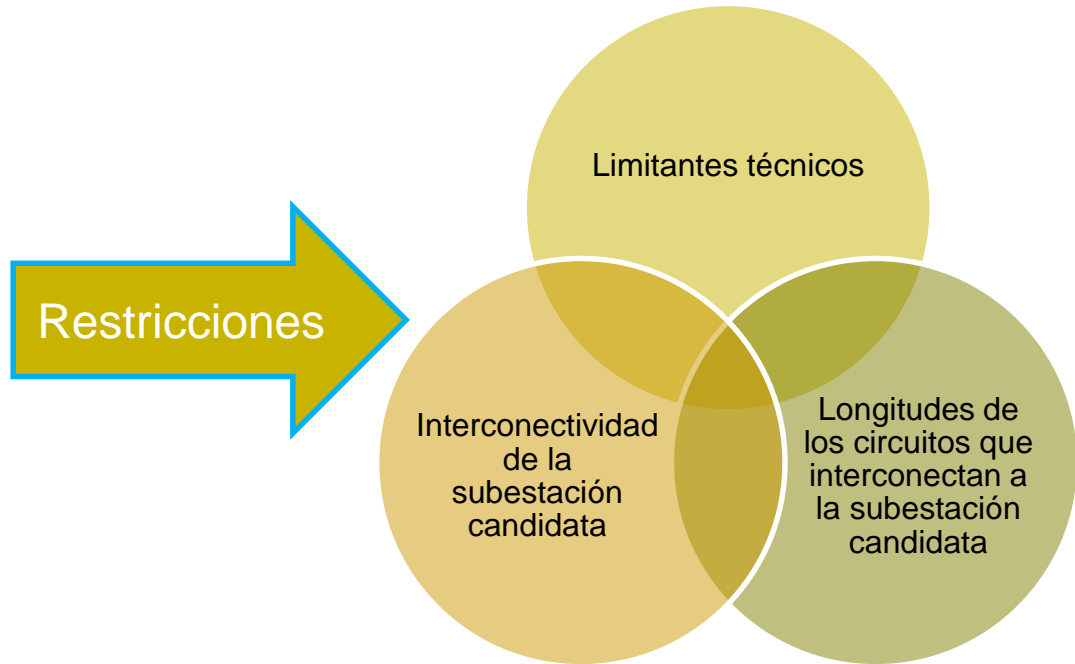 Restricciones
Limitantes técnicos
Interconectividad
de la
subestación
candidata
Longitudes de
los circuitos que
interconectan a
la subestación
candidata